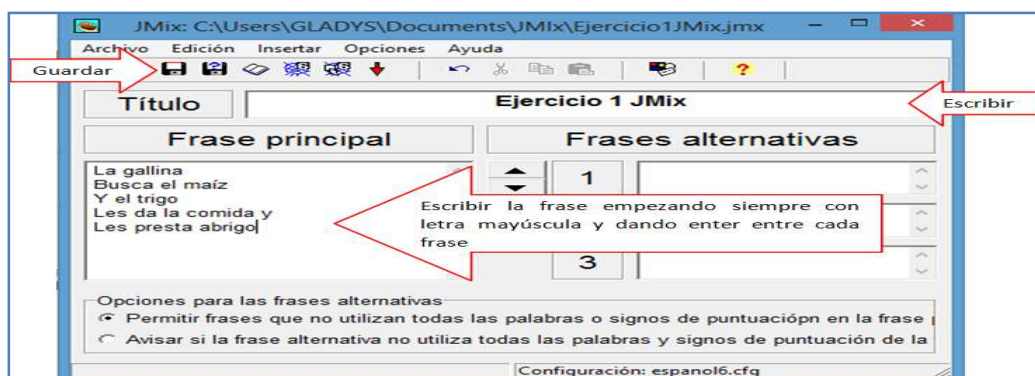 JMix: C:\Users\GLADYS\Documents\JMIx\Ejercicio1JMix.jmx
Archivo Edición Insertar Opciones Ayuda
Guardar
Título
Ejercicio 1 JMix
Escribir
Frase principal
Frases alternativas
La gallina
Busca el maíz
Y el trigo
Les da la comida y
Les presta abrigo
1
Escribir la frase empezando siempre con
letra mayúscula y dando enter entre cada
frase
3
Opciones para las frases alternativas
Permitir frases que no utilizan todas las palabras o signos de puntuaciópn en la frase
Avisar si la frase alternativa no utiliza todas las palabras y signos de puntuación de la
Configuración: espanol6.cfg